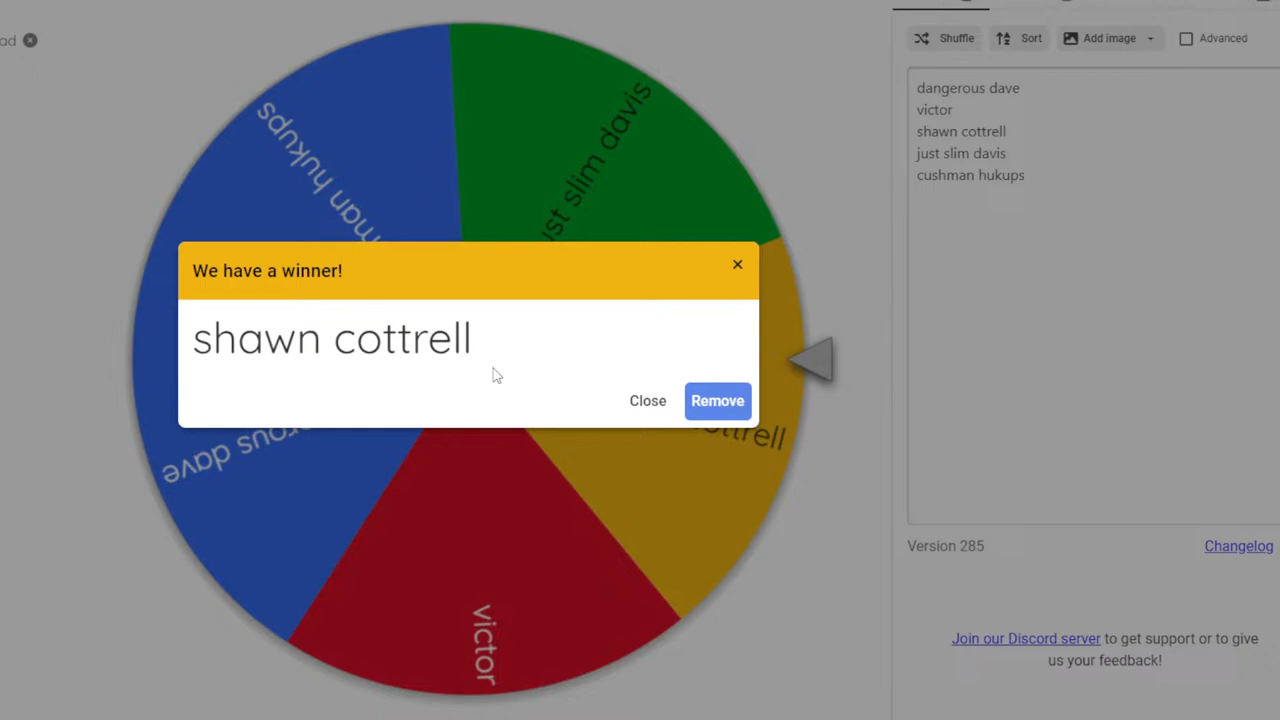 ad
Shuffle Sort Add image Advanced
dangerous dave
victor
shawn cottrell
just slim davis
cushman hukups
man hukups
ust slim davis
We have a winner!
shawn cottrell
Close Remove
ottrell
rous dave
victor
Version 285 Changelog
Join our Discord server to get support or to give
us your feedback!